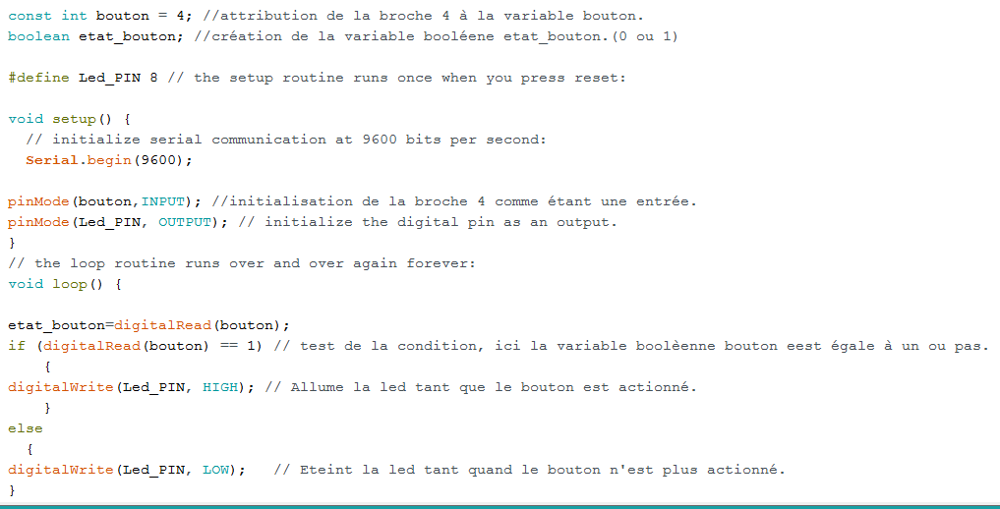 const int bouton = 4; //attribution de la broche 4 à la variable bouton.
boolean etat_bouton; //création de la variable booléene etat_bouton.(0 ou 1)
#define Led_PIN 8 // the setup routine runs once when you press reset:
void setup() {
// initialize serial communication at 9600 bits per second:
Serial.begin(9600);
pinMode(bouton,INPUT); //initialisation de la broche 4 comme étant une entrée.
pinMode(Led_PIN, OUTPUT); // initialize the digital pin as an output.
}
// the loop routine runs over and over again forever:
void loop() {
etat_bouton=digitalRead(bouton);
if (digitalRead(bouton) == 1) // test de la condition, ici la variable boolèenne bouton eest égale à un ou pas.
{
digitalWrite(Led_PIN, HIGH); // Allume la led tant que le bouton est actionné.
}
else
{
digitalWrite(Led_PIN, LOW); // Eteint la led tant quand le bouton n'est plus actionné.
}